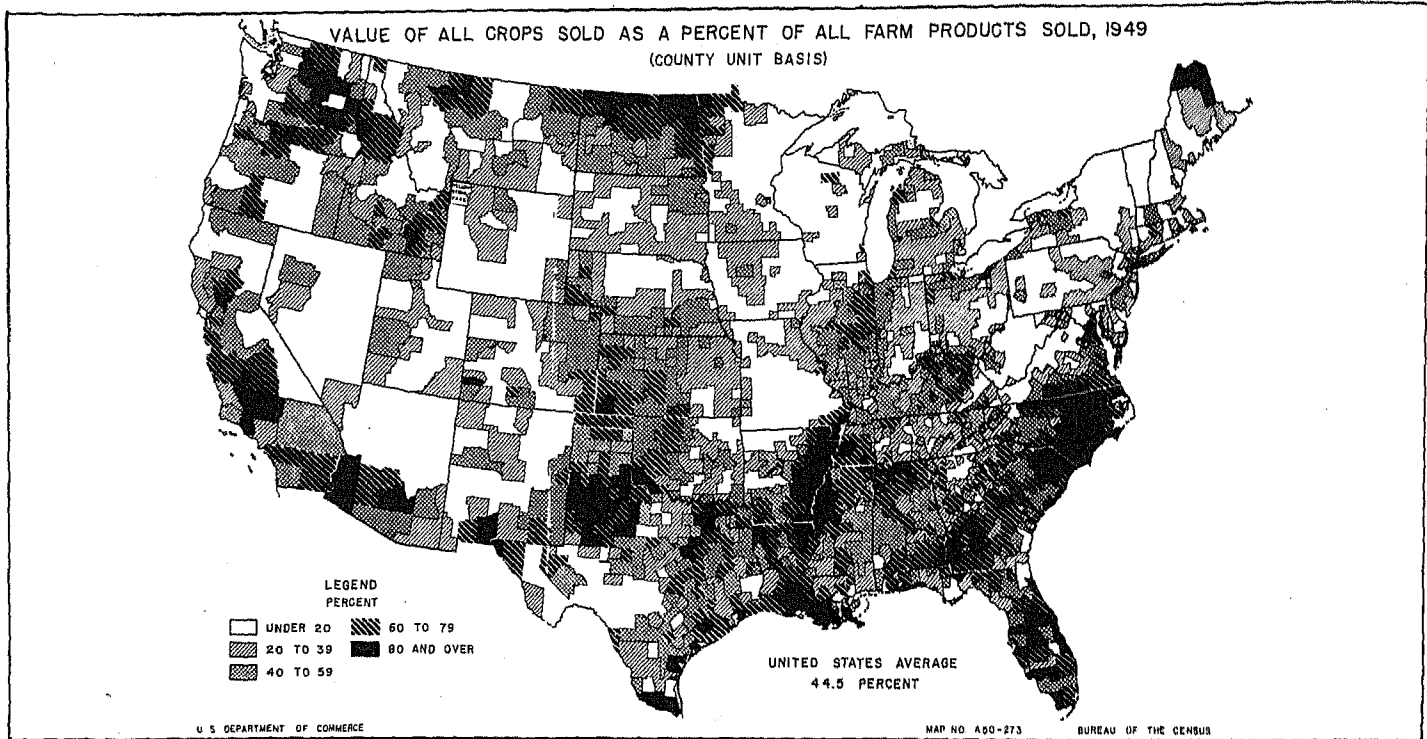 VALUE OF ALL CROPS SOLD AS A PERCENT OF ALL FARM PRODUCTS SOLD, 1949
(COUNTY UNIT BASIS)
LEGEND
PERCENT
UNDER 20
60 TO 79
20 TO 39
80 AND OVER
40 TO 59
UNITED STATES AVERAGE
44.5 PERCENT
U S DEPARTMENT OF COMMERCE
MAP NO. A50-273
BUREAU OF THE CENSUS